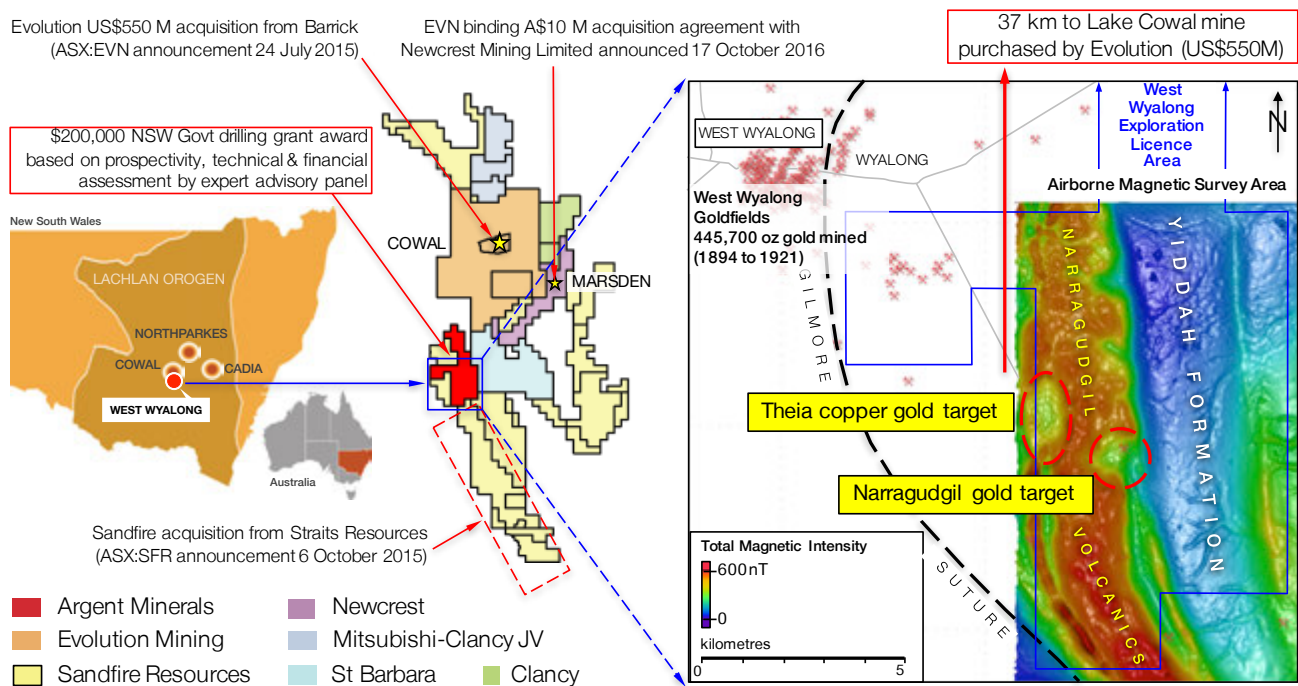 Evolution US$550 M acquisition from Barrick
(ASX:EVN announcement 24 July 2015)
EVN binding A$10 M acquisition agreement with
Newcrest Mining Limited announced 17 October 2016
37 km to Lake Cowal mine
purchased by Evolution (US$550M)
$200,000 NSW Govt drilling grant award
based on prospectivity, technical & financial
assessment by expert advisory panel
New South Wales
LACHLAN OROGEN
NORTHPARKES
COWAL
CADIA
WEST WYALONG
Australia
COWAL
MARSDEN
Sandfire acquisition from Straits Resources
(ASX:SFR announcement 6 October 2015)
Argent Minerals
Evolution Mining
Sandfire Resources
Newcrest
Mitsubishi-Clancy JV
St Barbara
Clancy
WEST WYALONG
WYALONG
West Wyalong
Goldfields
445,700 oz gold mined
(1894 to 1921)
West
Wyalong
Exploration
Licence
Area
N
Airborne Magnetic Survey Area
GILMORE
SUTURE
NARRAGUDGIL
VOLCANICS
YIDDAH FORMATION
Theia copper gold target
Narragudgil gold target
Total Magnetic Intensity
600nT
0
kilometres
0
5